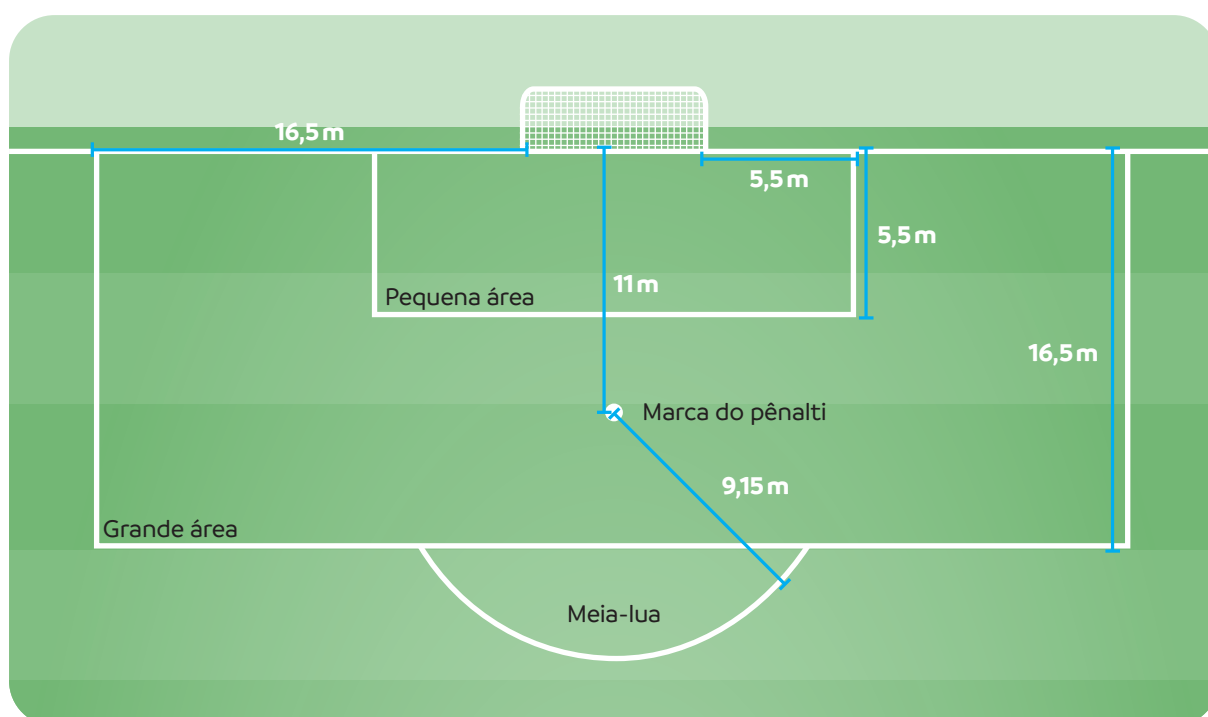 16,5 m
5,5 m
5,5 m
11 m
Pequena área
16,5 m
Marca do pênalti
9,15 m
Grande área
Meia-lua